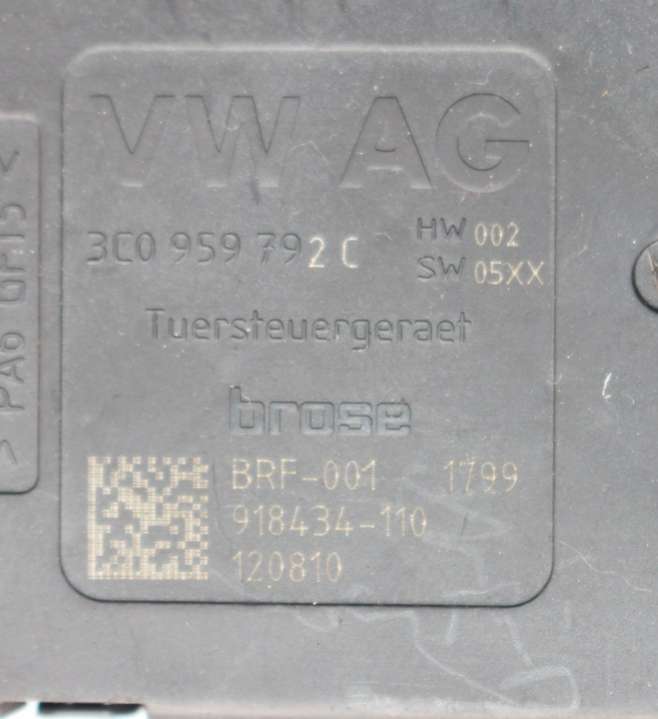 VW AG
3C0 959 792 C HW 002
SW 05XX
Tuersteuergeraet
brose
BRF-001 1799
918434-110
120810
> PA6 GF15 <